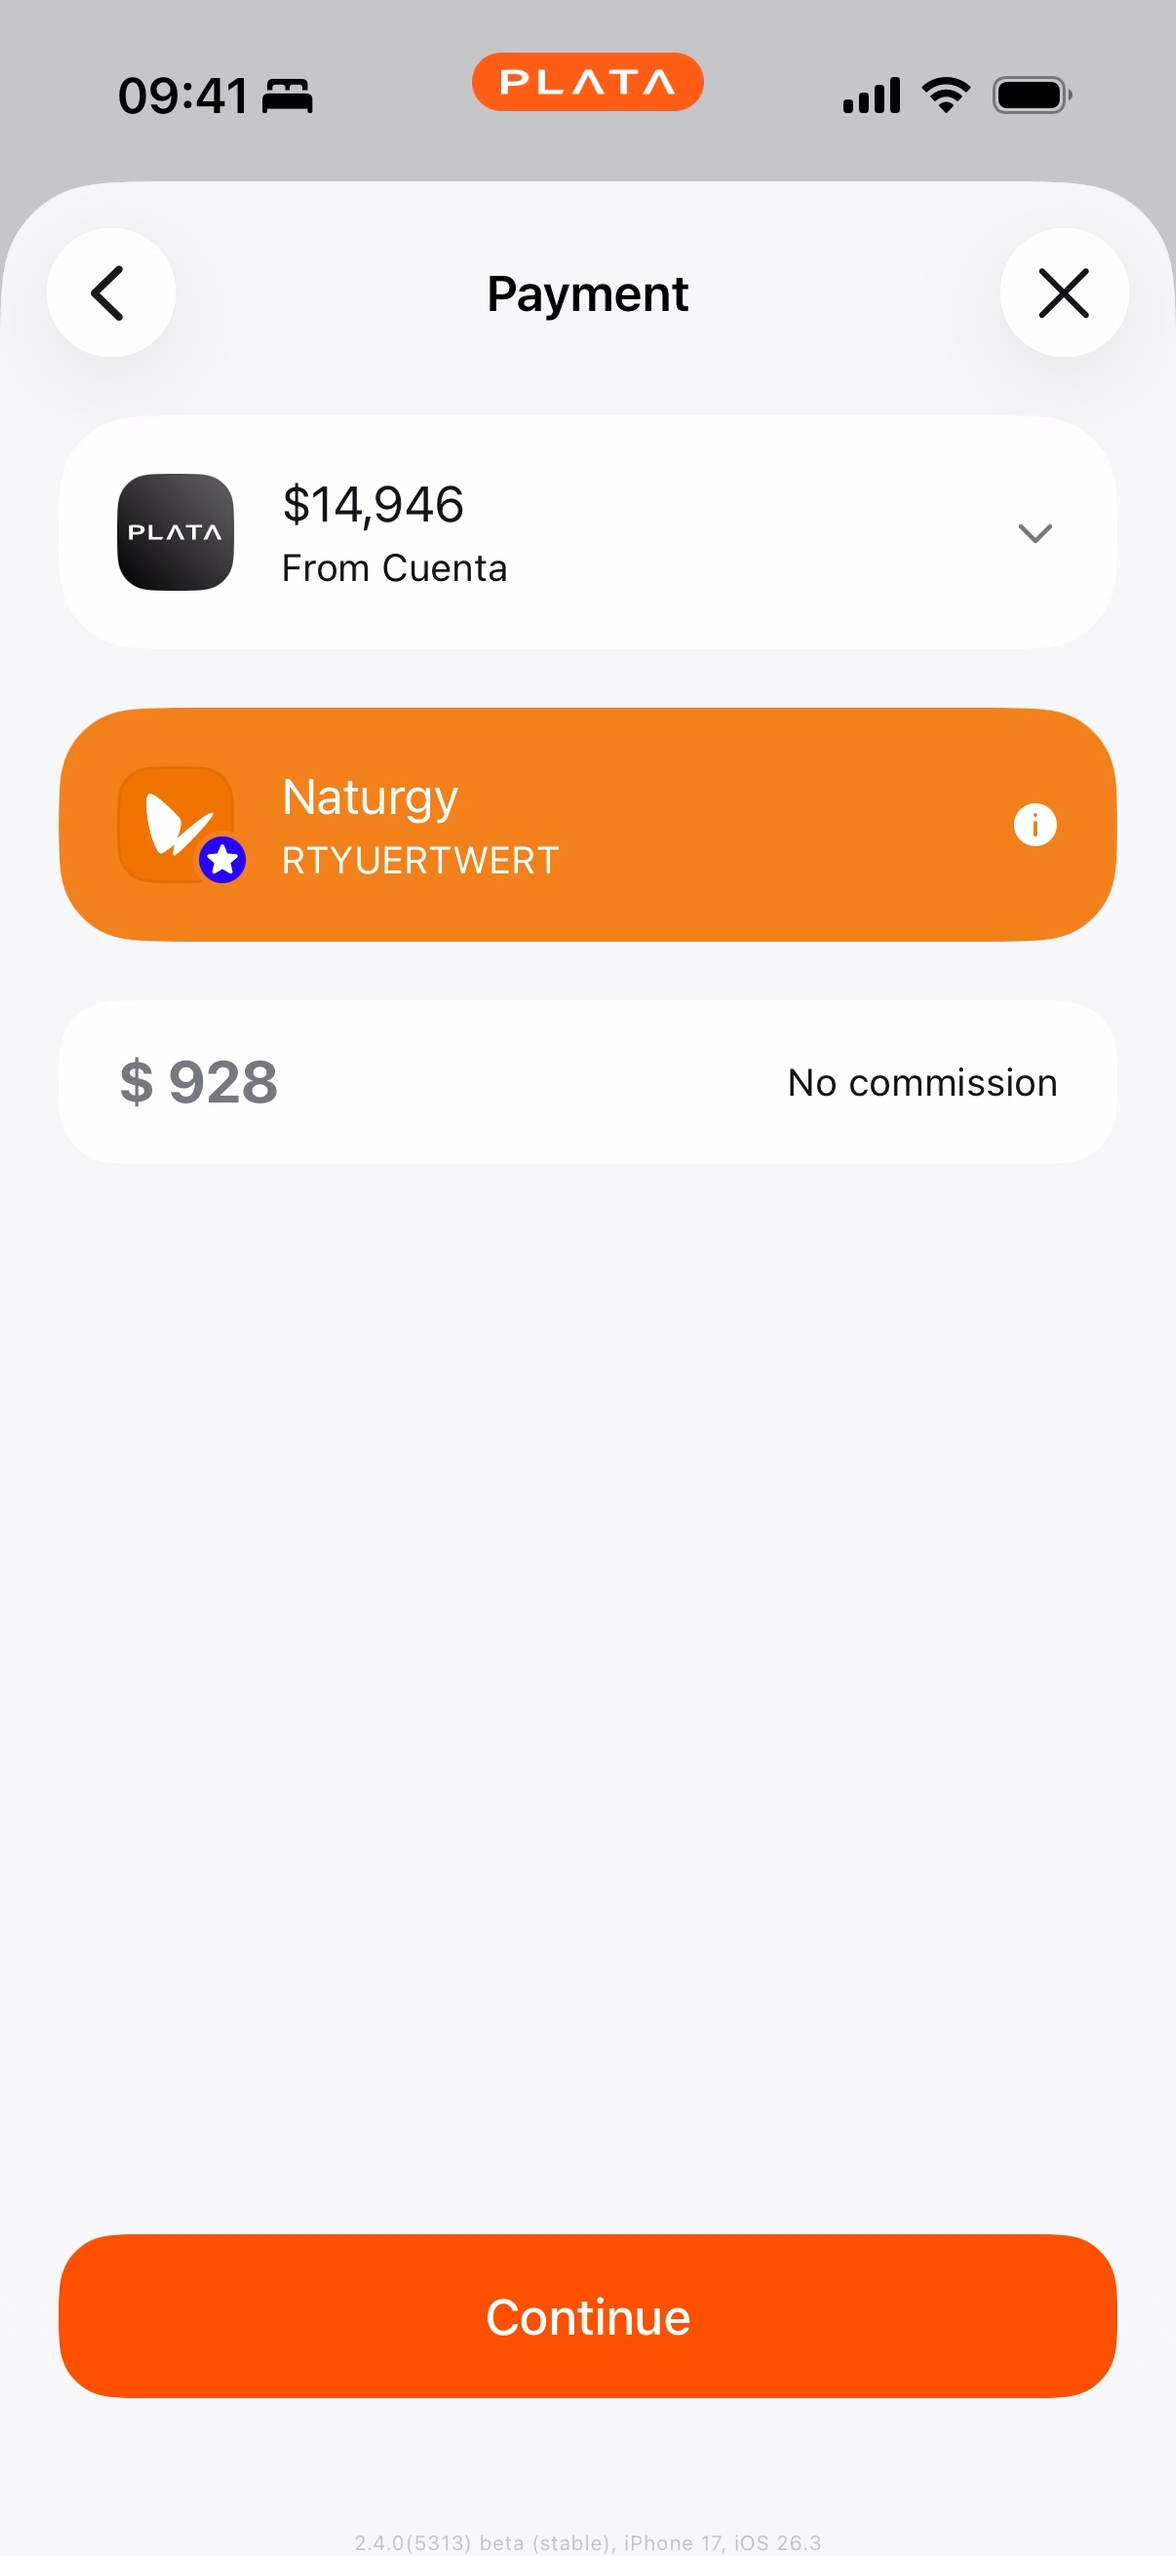 09:41
PLATA
Payment
PLATA
$14,946
From Cuenta
Naturgy
RTYUERTWERT
$ 928
No commission
Continue
2.4.0(5313) beta (stable), iPhone 17, iOS 26.3